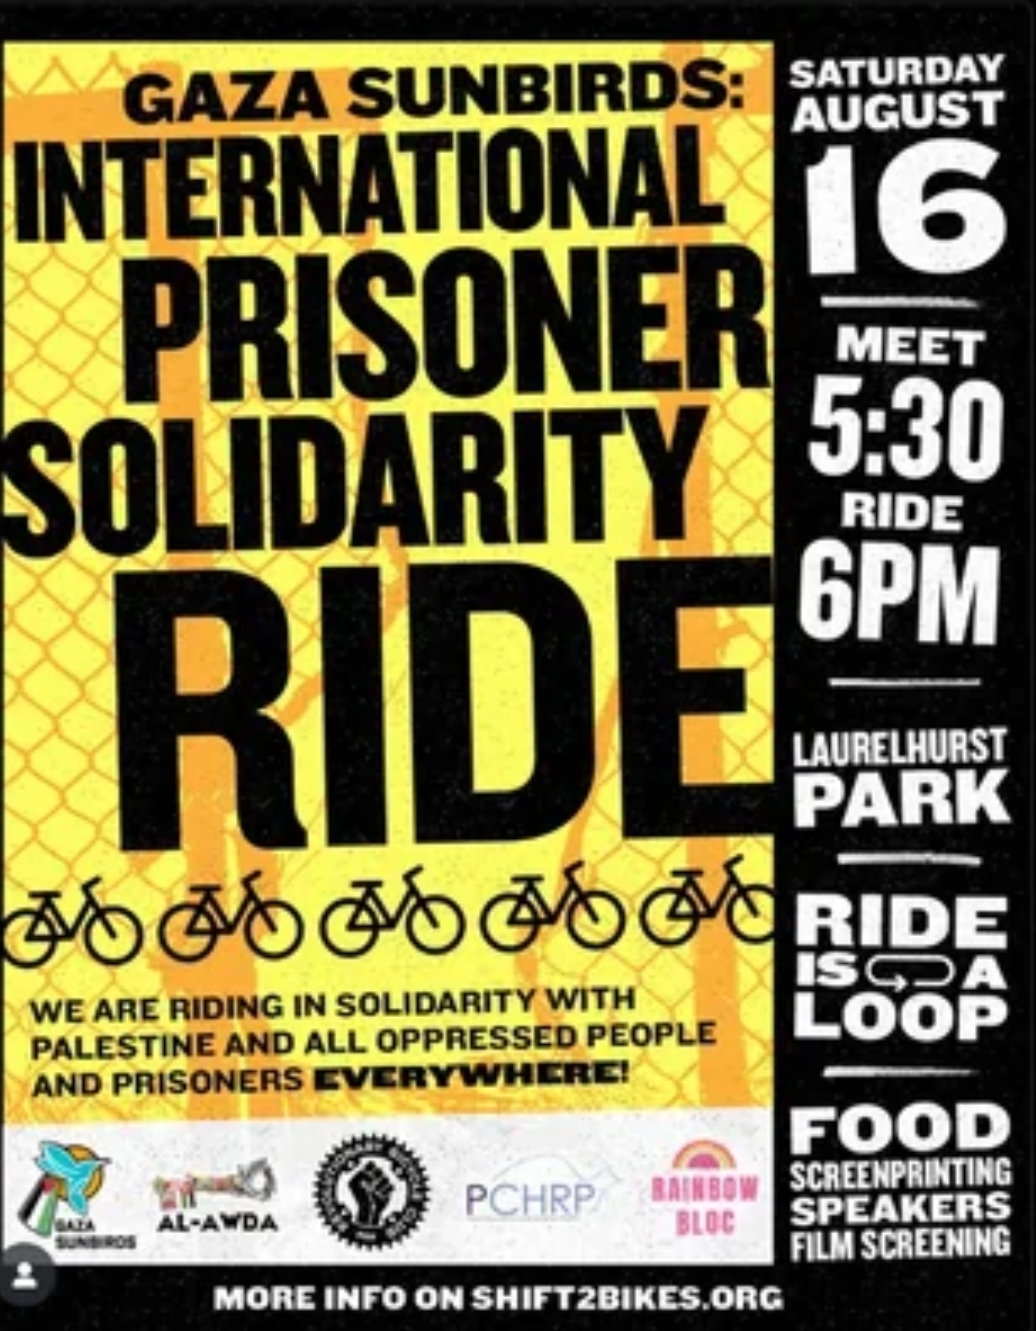 GAZA SUNBIRDS:
INTERNATIONAL
PRISONER
SOLIDARITY
RIDE
WE ARE RIDING IN SOLIDARITY WITH
PALESTINE AND ALL OPPRESSED PEOPLE
AND PRISONERS EVERYWHERE!
GAZA
SUNBIRDS
AL-AWDA
PCHRP
RAINBOW
BLOC
SATURDAY
AUGUST
16
MEET
5:30
RIDE
6PM
LAURELHURST
PARK
RIDE
IS A
LOOP
FOOD
SCREENPRINTING
SPEAKERS
FILM SCREENING
MORE INFO ON SHIFT2BIKES.ORG